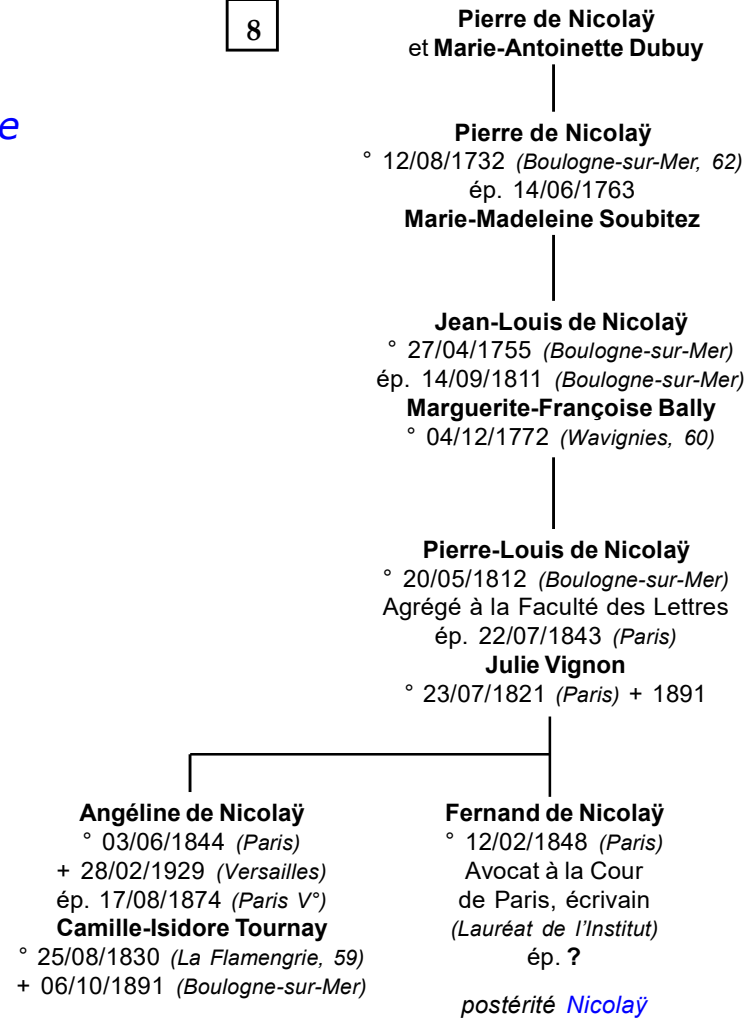 8
e
Pierre de Nicolaÿ
et Marie-Antoinette Dubuy
Pierre de Nicolaÿ
° 12/08/1732 (Boulogne-sur-Mer, 62)
ép. 14/06/1763
Marie-Madeleine Soubitez
Jean-Louis de Nicolaÿ
° 27/04/1755 (Boulogne-sur-Mer)
ép. 14/09/1811 (Boulogne-sur-Mer)
Marguerite-Françoise Bally
° 04/12/1772 (Wavignies, 60)
Pierre-Louis de Nicolaÿ
° 20/05/1812 (Boulogne-sur-Mer)
Agrégé à la Faculté des Lettres
ép. 22/07/1843 (Paris)
Julie Vignon
° 23/07/1821 (Paris) + 1891
Angéline de Nicolaÿ
° 03/06/1844 (Paris)
+ 28/02/1929 (Versailles)
ép. 17/08/1874 (Paris V°)
Camille-Isidore Tournay
° 25/08/1830 (La Flamengrie, 59)
+ 06/10/1891 (Boulogne-sur-Mer)
Fernand de Nicolaÿ
° 12/02/1848 (Paris)
Avocat à la Cour
de Paris, écrivain
(Lauréat de l'Institut)
ép. ?
postérité Nicolaÿ